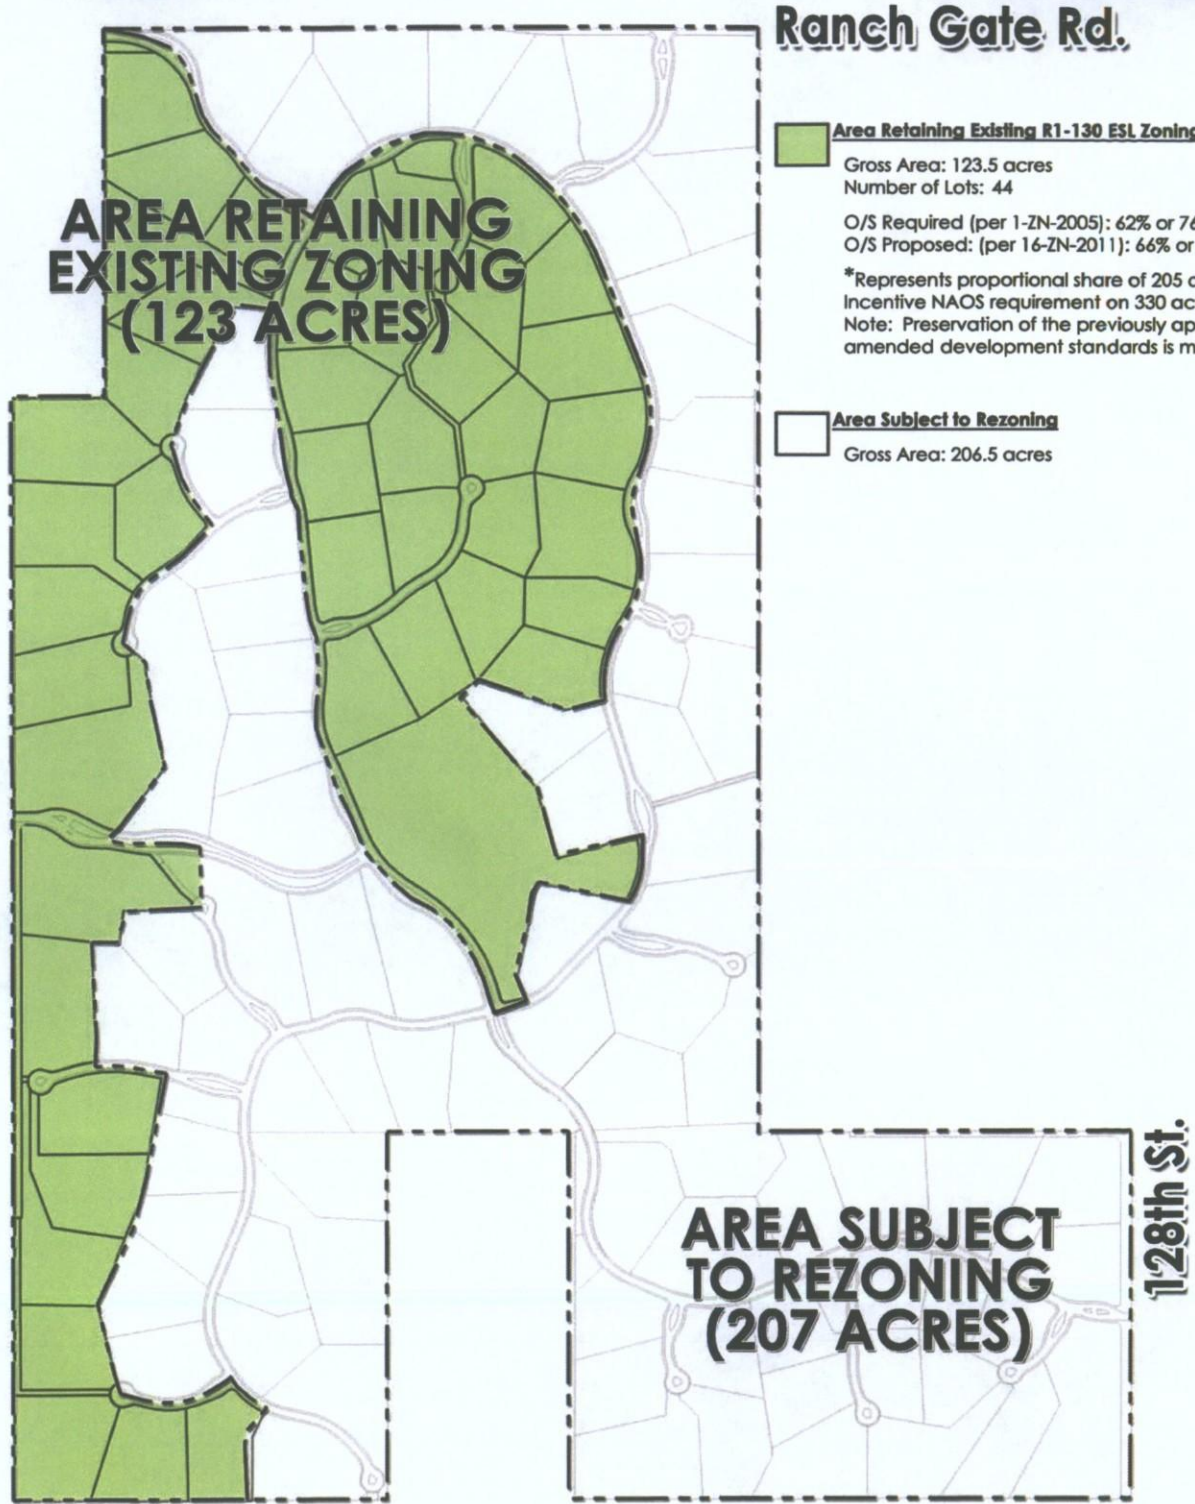 Ranch Gate Rd.
Area Retaining Existing R1-130 ESL Zoning
Gross Area: 123.5 acres
Number of Lots: 44
O/S Required (per 1-ZN-2005): 62% or 76
O/S Proposed: (per 16-ZN-2011): 66% or
*Represents proportional share of 205 
Incentive NAOS requirement on 330
Note: Preservation of the previously
amended development standards is
Area Subject to Rezoning
Gross Area: 206.5 acres
AREA RETAINING
EXISTING ZONING
(123 ACRES)
AREA SUBJECT
TO REZONING
(207 ACRES)
128th St.